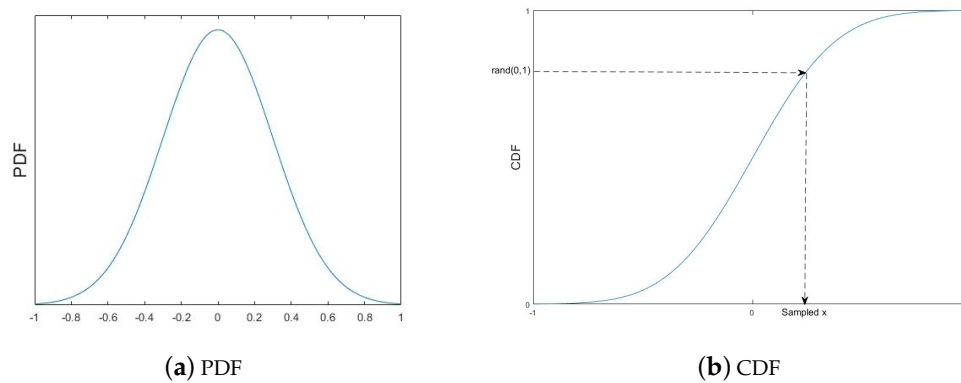 PDF
-1 -0.8 -0.6 -0.4 -0.2 0 0.2 0.4 0.6 0.8 1
(a) PDF
1
rand(0,1)
CDF
0
-1 0
Sampled x
(b) CDF